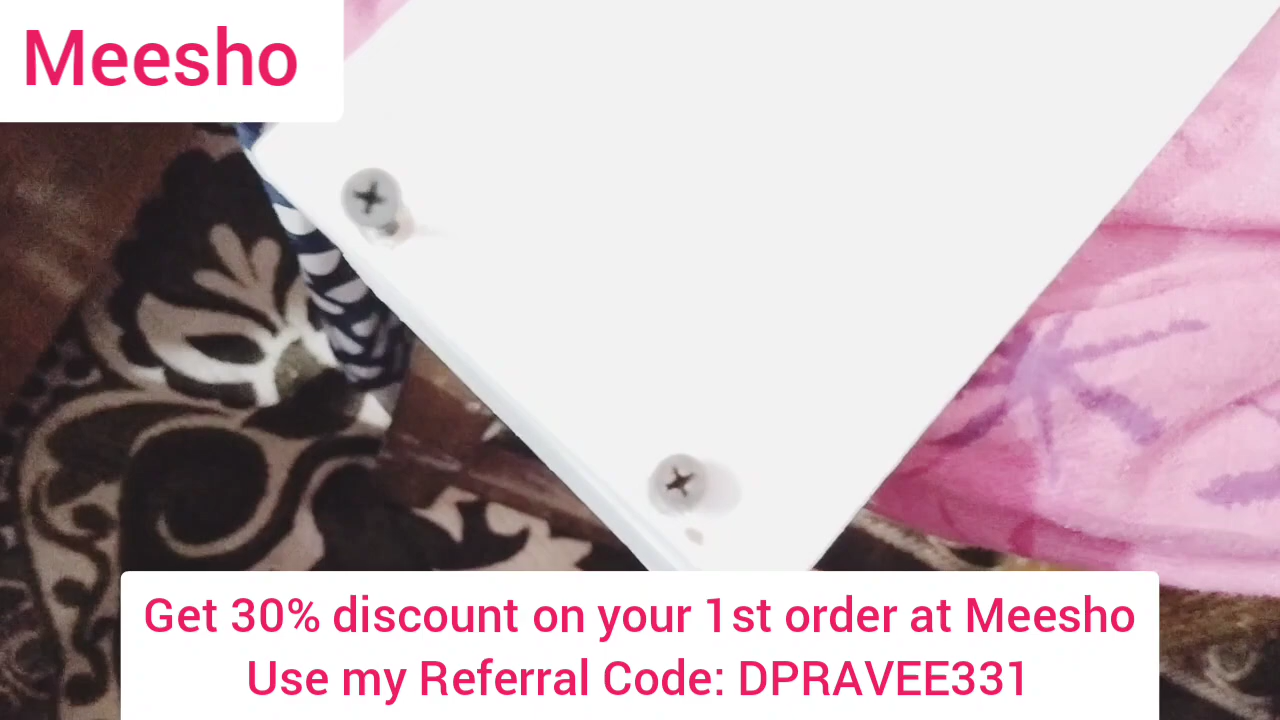 Meesho
Get 30% discount on your 1st order at Meesho
Use my Referral Code: DPRAVEE331